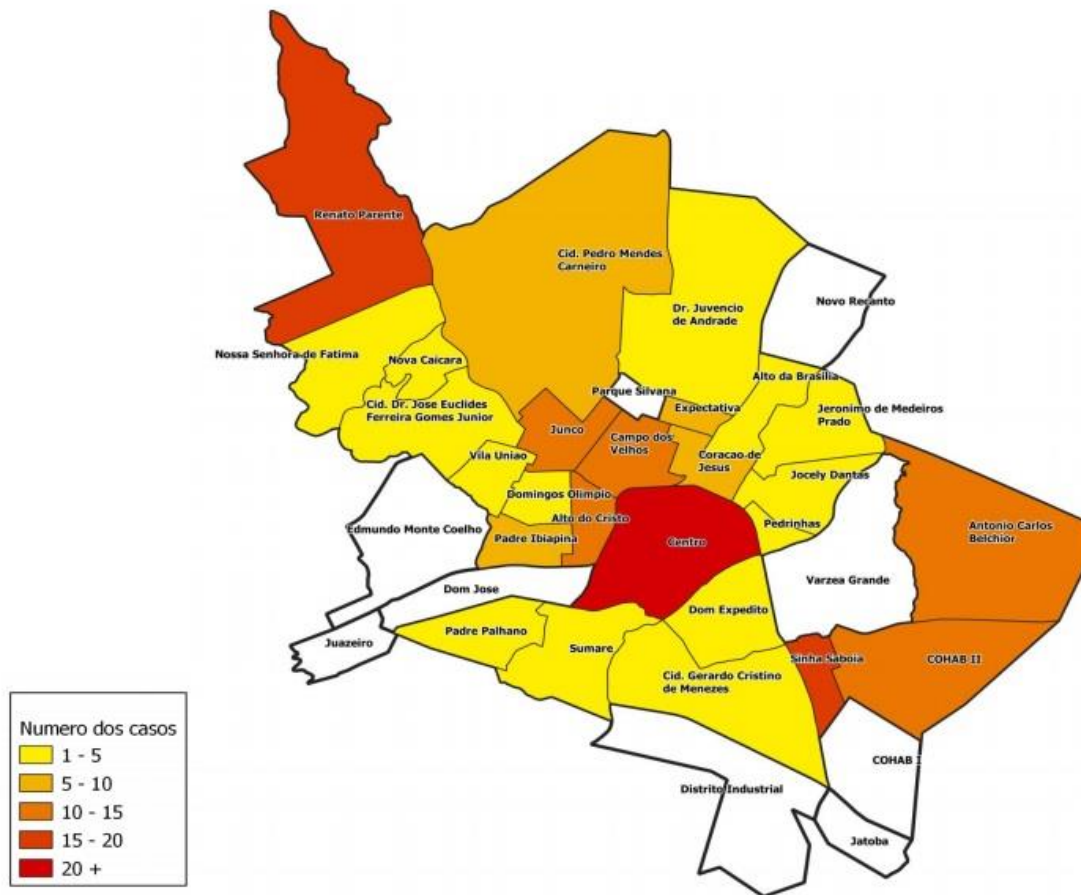 Renato Parente
Cid. Pedro Mendes
Carneiro
Novo Recanto
Dr. Juvencio
de Andrade
Nossa Senhora de Fatima
Nova Caicara
Alto da Brasilia
Parque Silvana
Cid. Dr. Jose Euclides
Ferreira Gomes Junior
Expectativa
Jeronimo de Medeiros
Prado
Junco
Campo dos
Velhos
Coracao de
Jesus
Vila Uniao
Jocely Dantas
Domingos Olimpio
Alto do Cristo
Pedrinhas
Edmundo Monte Coelho
Padre Ibiapina
Centro
Antonio Carlos
Belchior
Varzea Grande
Dom Jose
Dom Expedito
Padre Palhano
Juazeiro
Sumare
Sinha Saboia
COHAB II
Cid. Gerardo Cristino
de Menezes
COHAB I
Distrito Industrial
Jatoba
Numero dos casos
1 - 5
5 - 10
10 - 15
15 - 20
20 +